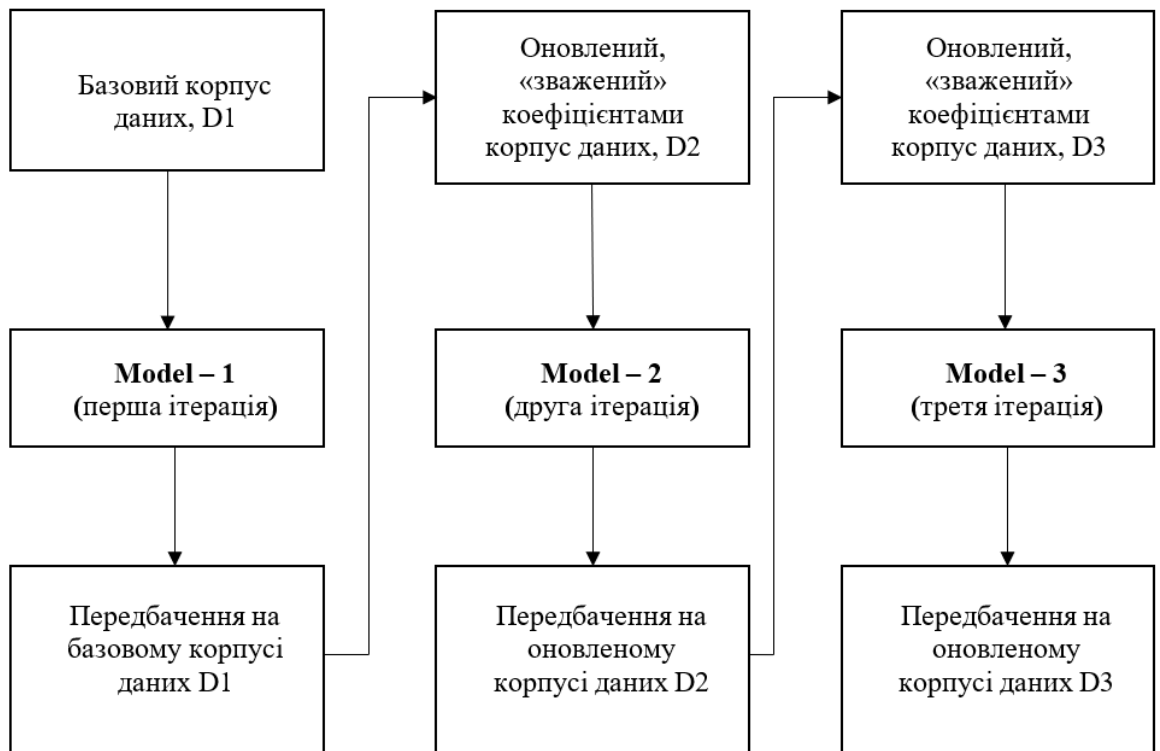 Базовий корпус
даних, D1
Model – 1
(перша ітерація)
Передбачення на
базовому корпусі
даних D1
Оновлений,
«зважений»
коефіцієнтами
корпус даних, D2
Model – 2
(друга ітерація)
Передбачення на
оновленому
корпусі даних D2
Оновлений,
«зважений»
коефіцієнтами
корпус даних, D3
Model – 3
(третя ітерація)
Передбачення на
оновленому
корпусі даних D3